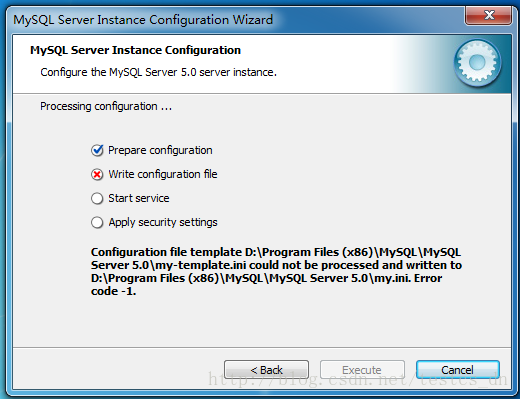 MySQL Server Instance Configuration Wizard
MySQL Server Instance Configuration
Configure the MySQL Server 5.0 server instance.
Processing configuration ...
Prepare configuration
Write configuration file
Start service
Apply security settings
Configuration file template D:\Program Files (x86)\MySQL\MySQL
Server 5.0\my-template.ini could not be processed and written to
D:\Program Files (x86)\MySQL\MySQL Server 5.0\my.ini. Error
code -1.
< Back
Execute
Cancel
http://blog.csdn.net/testcs_dn